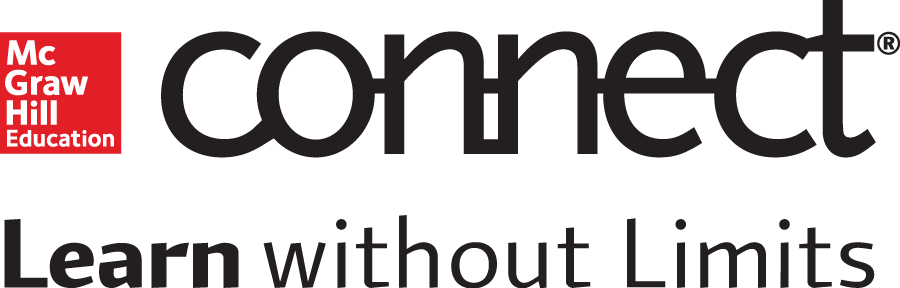 Mc
Graw
Hill
Education
connect®
Learn without Limits